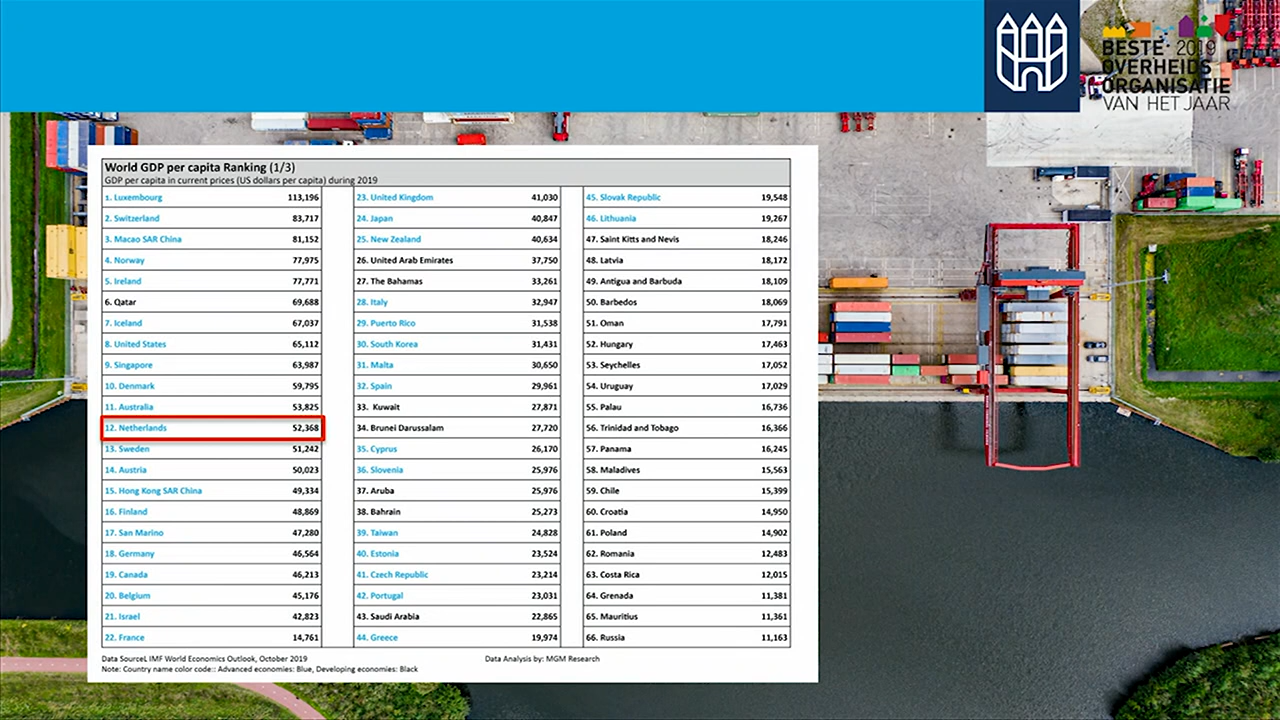 BESTE 2019
OVERHEIDS
ORGANISATIE
VAN HET JAAR
World GDP per capita Ranking (1/3)
GDP per capita in current prices (US dollars per capita) during 2019
1. Luxembourg 113,196
2. Switzerland 83,717
3. Macao SAR China 81,152
4. Norway 77,975
5. Ireland 77,771
6. Qatar 69,688
7. Iceland 67,037
8. United States 65,112
9. Singapore 63,987
10. Denmark 59,795
11. Australia 53,825
12. Netherlands 52,368
13. Sweden 51,242
14. Austria 50,023
15. Hong Kong SAR China 49,334
16. Finland 48,869
17. San Marino 47,280
18. Germany 46,564
19. Canada 46,213
20. Belgium 45,176
21. Israel 42,823
22. France 14,761
23. United Kingdom 41,030
24. Japan 40,847
25. New Zealand 40,634
26. United Arab Emirates 37,750
27. The Bahamas 33,261
28. Italy 32,947
29. Puerto Rico 31,538
30. South Korea 31,431
31. Malta 30,650
32. Spain 29,961
33. Kuwait 27,871
34. Brunei Darussalam 27,720
35. Cyprus 26,170
36. Slovenia 25,976
37. Aruba 25,976
38. Bahrain 25,273
39. Taiwan 24,828
40. Estonia 23,524
41. Czech Republic 23,214
42. Portugal 23,031
43. Saudi Arabia 22,865
44. Greece 19,974
45. Slovak Republic 19,548
46. Lithuania 19,267
47. Saint Kitts and Nevis 18,246
48. Latvia 18,172
49. Antigua and Barbuda 18,109
50. Barbedos 18,069
51. Oman 17,791
52. Hungary 17,463
53. Seychelles 17,052
54. Uruguay 17,029
55. Palau 16,736
56. Trinidad and Tobago 16,366
57. Panama 16,245
58. Maladives 15,563
59. Chile 15,399
60. Croatia 14,950
61. Poland 14,902
62. Romania 12,483
63. Costa Rica 12,015
64. Grenada 11,381
65. Mauritius 11,361
66. Russia 11,163
Data SourceL IMF World Economics Outlook, October 2019
Data Analysis by: MGM Research
Note: Country name color code:: Advanced economies: Blue, Developing economies: Black